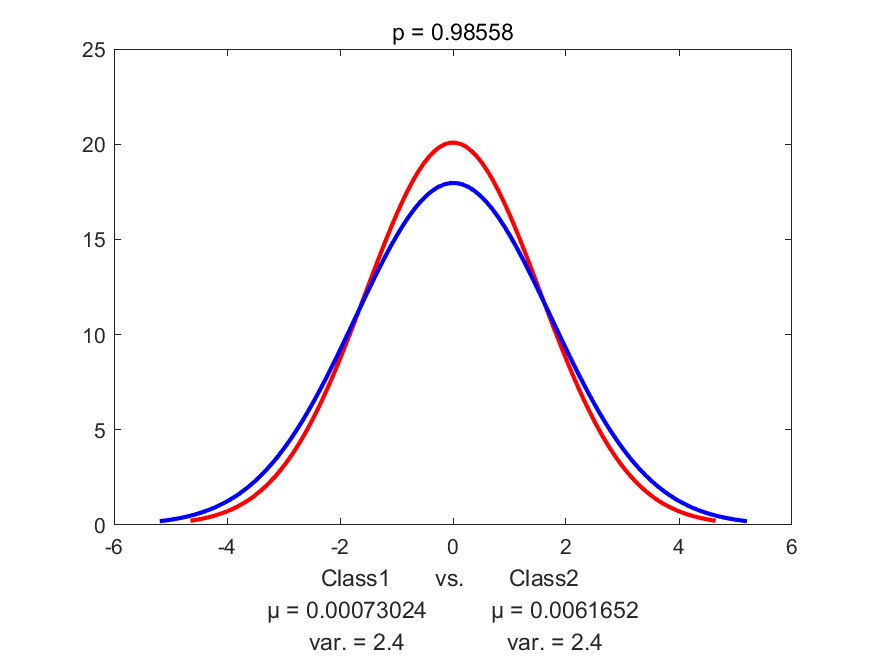 p = 0.98558
25
20
15
10
5
0
-6 -4 -2 0 2 4 6
Class1 vs. Class2
μ = 0.00073024 μ = 0.0061652
var. = 2.4 var. = 2.4